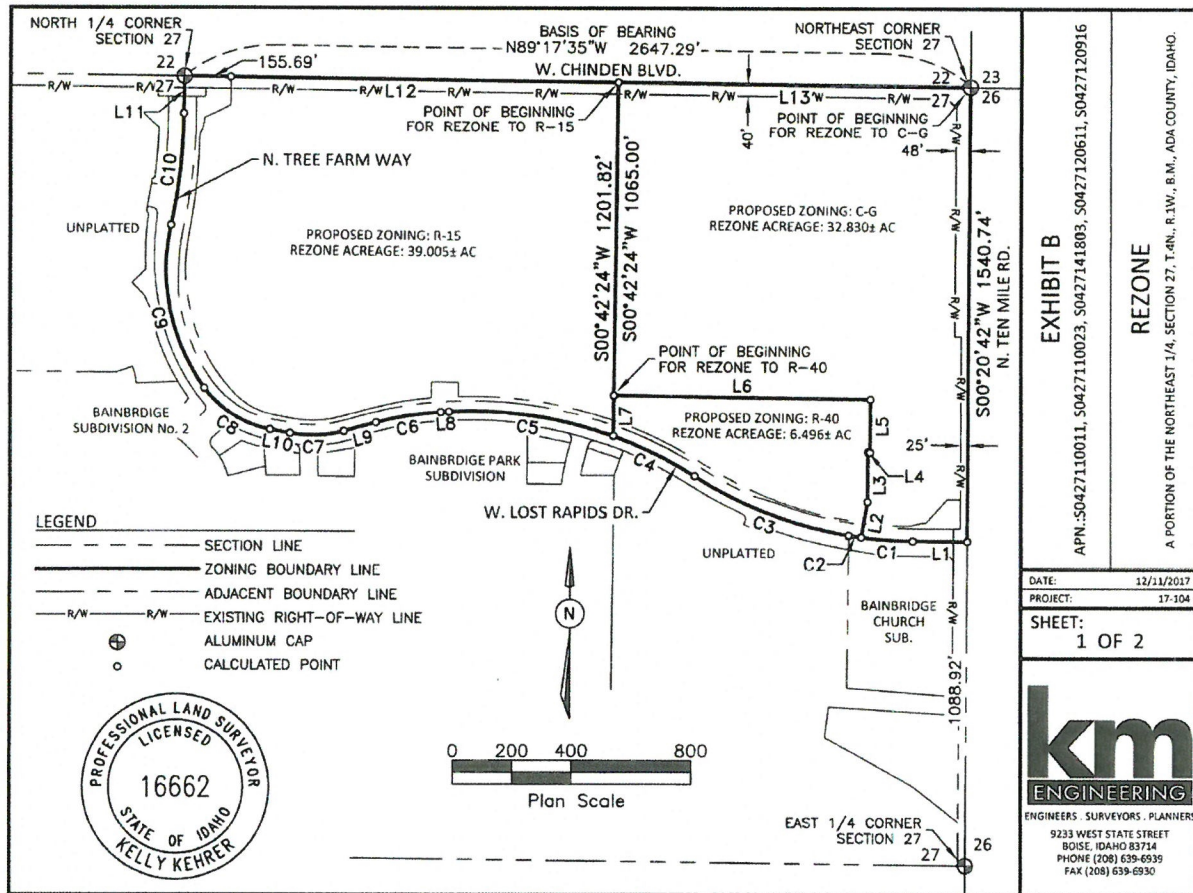 NORTH 1/4 CORNER
SECTION 27
BASIS OF BEARING
N89°17'35"W 2647.29'
NORTHEAST CORNER
SECTION 27
22
155.69'
W. CHINDEN BLVD.
22
23
R/W
R/W
27
R/W
R/W
L12
R/W
R/W
R/W
R/W
L13
W
R/W
27
26
L11
POINT OF BEGINNING
FOR REZONE TO R-15
40'
POINT OF BEGINNING
FOR REZONE TO C-G
R/W
48'
C10
N. TREE FARM WAY
S00°42'24"W 1201.82'
S00°42'24"W 1065.00'
UNPLATTED
PROPOSED ZONING: R-15
REZONE ACREAGE: 39.005± AC
PROPOSED ZONING: C-G
REZONE ACREAGE: 32.830± AC
R/W
R/W
S00°20'42"W 1540.74'
N. TEN MILE RD.
C9
POINT OF BEGINNING
FOR REZONE TO R-40
L6
R/W
BAINBRIDGE
SUBDIVISION No. 2
C8
L10
C7
L9
C6
L8
C5
L7
PROPOSED ZONING: R-40
REZONE ACREAGE: 6.496± AC
L5
25'
BAINBRIDGE PARK
SUBDIVISION
C4
L3
L4
R/W
W. LOST RAPIDS DR.
C3
L2
UNPLATTED
C2
C1
L1
LEGEND
SECTION LINE
ZONING BOUNDARY LINE
ADJACENT BOUNDARY LINE
R/W R/W EXISTING RIGHT-OF-WAY LINE
ALUMINUM CAP
CALCULATED POINT
N
BAINBRIDGE
CHURCH
SUB.
R/W
1088.92'
PROFESSIONAL LAND SURVEYOR
LICENSED
16662
STATE OF IDAHO
KELLY KEHRER
0 200 400 800
Plan Scale
EAST 1/4 CORNER
SECTION 27
26
27
EXHIBIT B
APN.:S0427110011, S0427110023, S0427141803, S0427120611, S0427120916
REZONE
A PORTION OF THE NORTHEAST 1/4, SECTION 27, T.4N., R.1W., B.M., ADA COUNTY, IDAHO.
DATE: 12/11/2017
PROJECT: 17-104
SHEET:
1 OF 2
km
ENGINEERING
ENGINEERS . SURVEYORS . PLANNERS
9233 WEST STATE STREET
BOISE, IDAHO 83714
PHONE (208) 639-6939
FAX (208) 639-6930